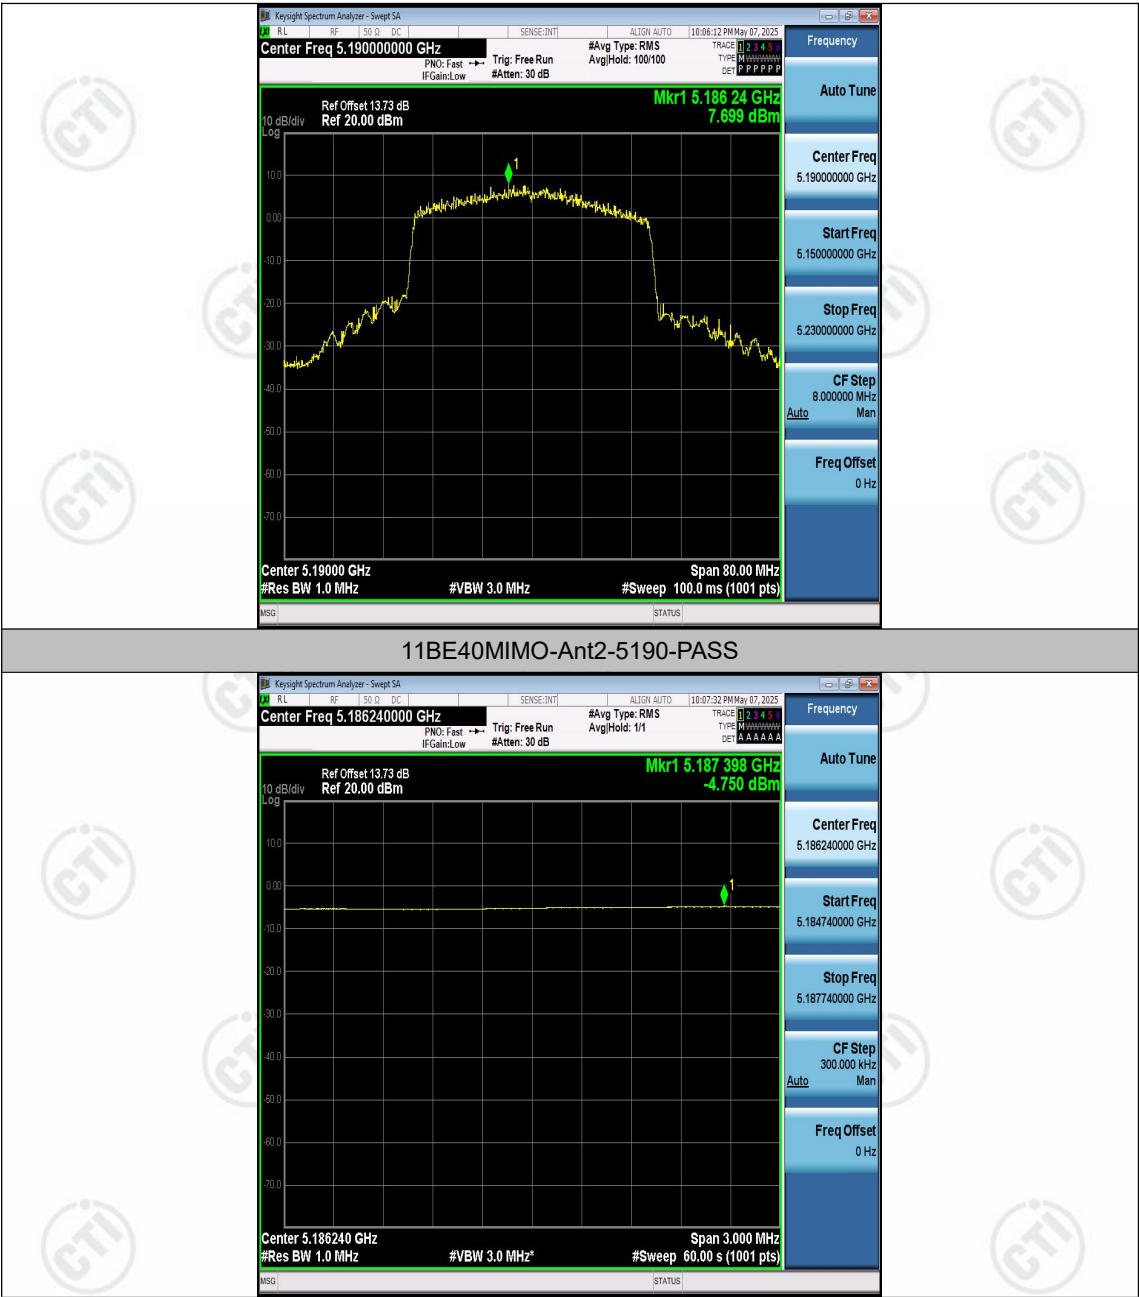 Keysight Spectrum Analyzer - Swept SA
RL RF 50 Ω DC SENSE:INT ALIGN AUTO 10:06:12 PM May 07, 2025
Center Freq 5.190000000 GHz
PNO: Fast
IFGain:Low
Trig: Free Run
#Atten: 30 dB
#Avg Type: RMS
Avg|Hold: 100/100
TRACE 1 2 3 4 5 6
TYPE M W W W W W
DET P P P P P P
Ref Offset 13.73 dB
10 dB/div Ref 20.00 dBm
Log
Mkr1 5.186 24 GHz
7.699 dBm
1
10.0
0.00
-10.0
-20.0
-30.0
-40.0
-50.0
-60.0
-70.0
Center 5.19000 GHz Span 80.00 MHz
#Res BW 1.0 MHz #VBW 3.0 MHz #Sweep 100.0 ms (1001 pts)
MSG STATUS
Frequency
Auto Tune
Center Freq
5.190000000 GHz
Start Freq
5.150000000 GHz
Stop Freq
5.230000000 GHz
CF Step
8.000000 MHz
Auto Man
Freq Offset
0 Hz
11BE40MIMO-Ant2-5190-PASS
Keysight Spectrum Analyzer - Swept SA
RL RF 50 Ω DC SENSE:INT ALIGN AUTO 10:07:32 PM May 07, 2025
Center Freq 5.186240000 GHz
PNO: Fast
IFGain:Low
Trig: Free Run
#Atten: 30 dB
#Avg Type: RMS
Avg|Hold: 1/1
TRACE 1 2 3 4 5 6
TYPE M W W W W W
DET A A A A A A
Ref Offset 13.73 dB
10 dB/div Ref 20.00 dBm
Log
Mkr1 5.187 398 GHz
-4.750 dBm
1
10.0
0.00
-10.0
-20.0
-30.0
-40.0
-50.0
-60.0
-70.0
Center 5.186240 GHz Span 3.000 MHz
#Res BW 1.0 MHz #VBW 3.0 MHz* #Sweep 60.00 s (1001 pts)
MSG STATUS
Frequency
Auto Tune
Center Freq
5.186240000 GHz
Start Freq
5.184740000 GHz
Stop Freq
5.187740000 GHz
CF Step
300.000 kHz
Auto Man
Freq Offset
0 Hz
CTI
CTI
CTI
CTI
CTI
CTI
CTI
CTI